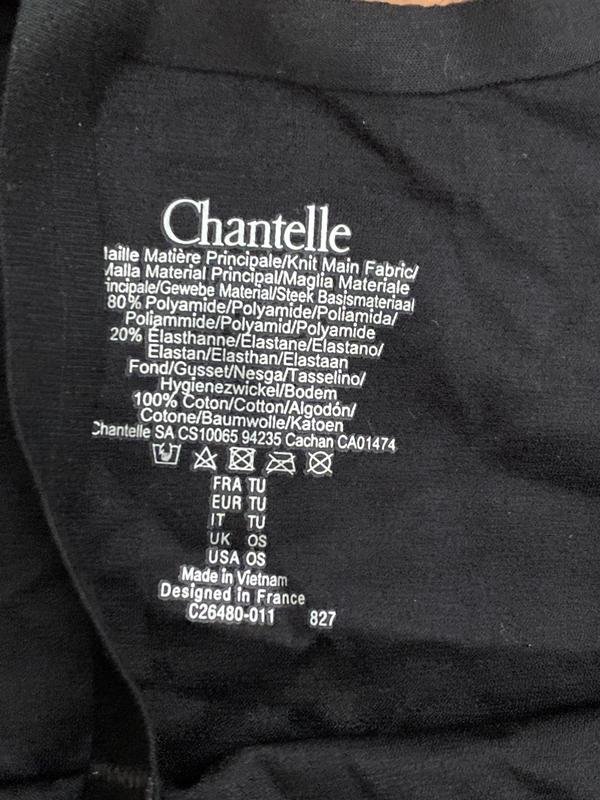 Chantelle
Maille Matière Principale/Knit Main Fabric/
Malla Material Principal/Maglia Materiale
incipale/Gewebe Material/Steek Basismateriaal
80% Polyamide/Polyamide/Poliamida/
Poliammide/Polyamid/Polyamide
20% Élasthanne/Elastane/Elastano/
Elastan/Elasthan/Elastaan
Fond/Gusset/Nesga/Tasselino/
Hygienezwickel/Bodem
100% Coton/Cotton/Algodón/
Cotone/Baumwolle/Katoen
Chantelle SA CS10065 94235 Cachan CA01474
FRA TU
EUR TU
IT TU
UK OS
USA OS
Made in Vietnam
Designed in France
C26480-011 827